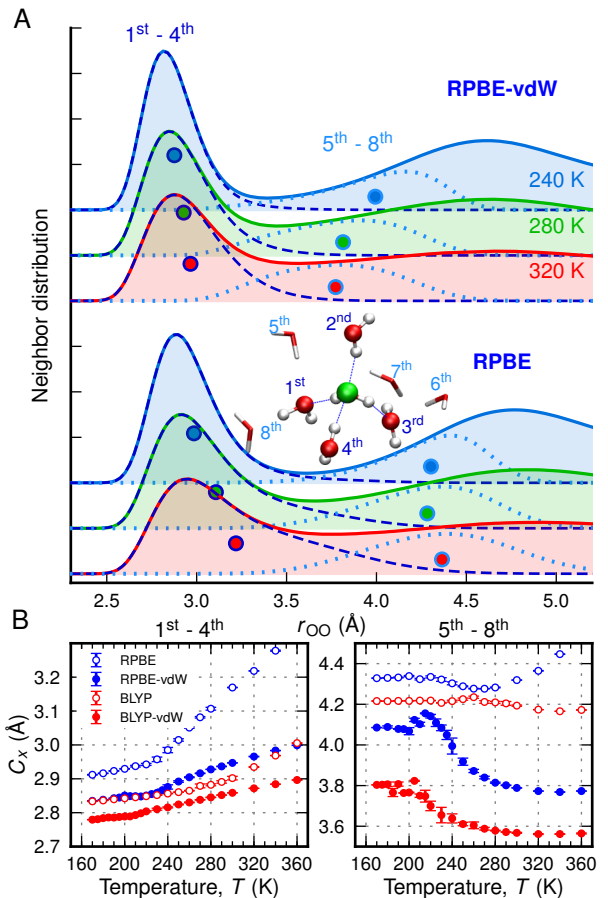 A
1st - 4th
RPBE-vdW
5th - 8th
240 K
280 K
320 K
Neighbor distribution
2nd
5th
RPBE
7th
6th
1st
3rd
8th
4th
2.5 3.0 3.5 4.0 4.5 5.0
B
1st - 4th
rOO (Å)
5th - 8th
RPBE
RPBE-vdW
BLYP
BLYP-vdW
Cx (Å)
3.2
3.1
3.0
2.9
2.8
2.7
4.4
4.2
4.0
3.8
3.6
160 200 240 280 320 360
160 200 240 280 320 360
Temperature, T (K)
Temperature, T (K)